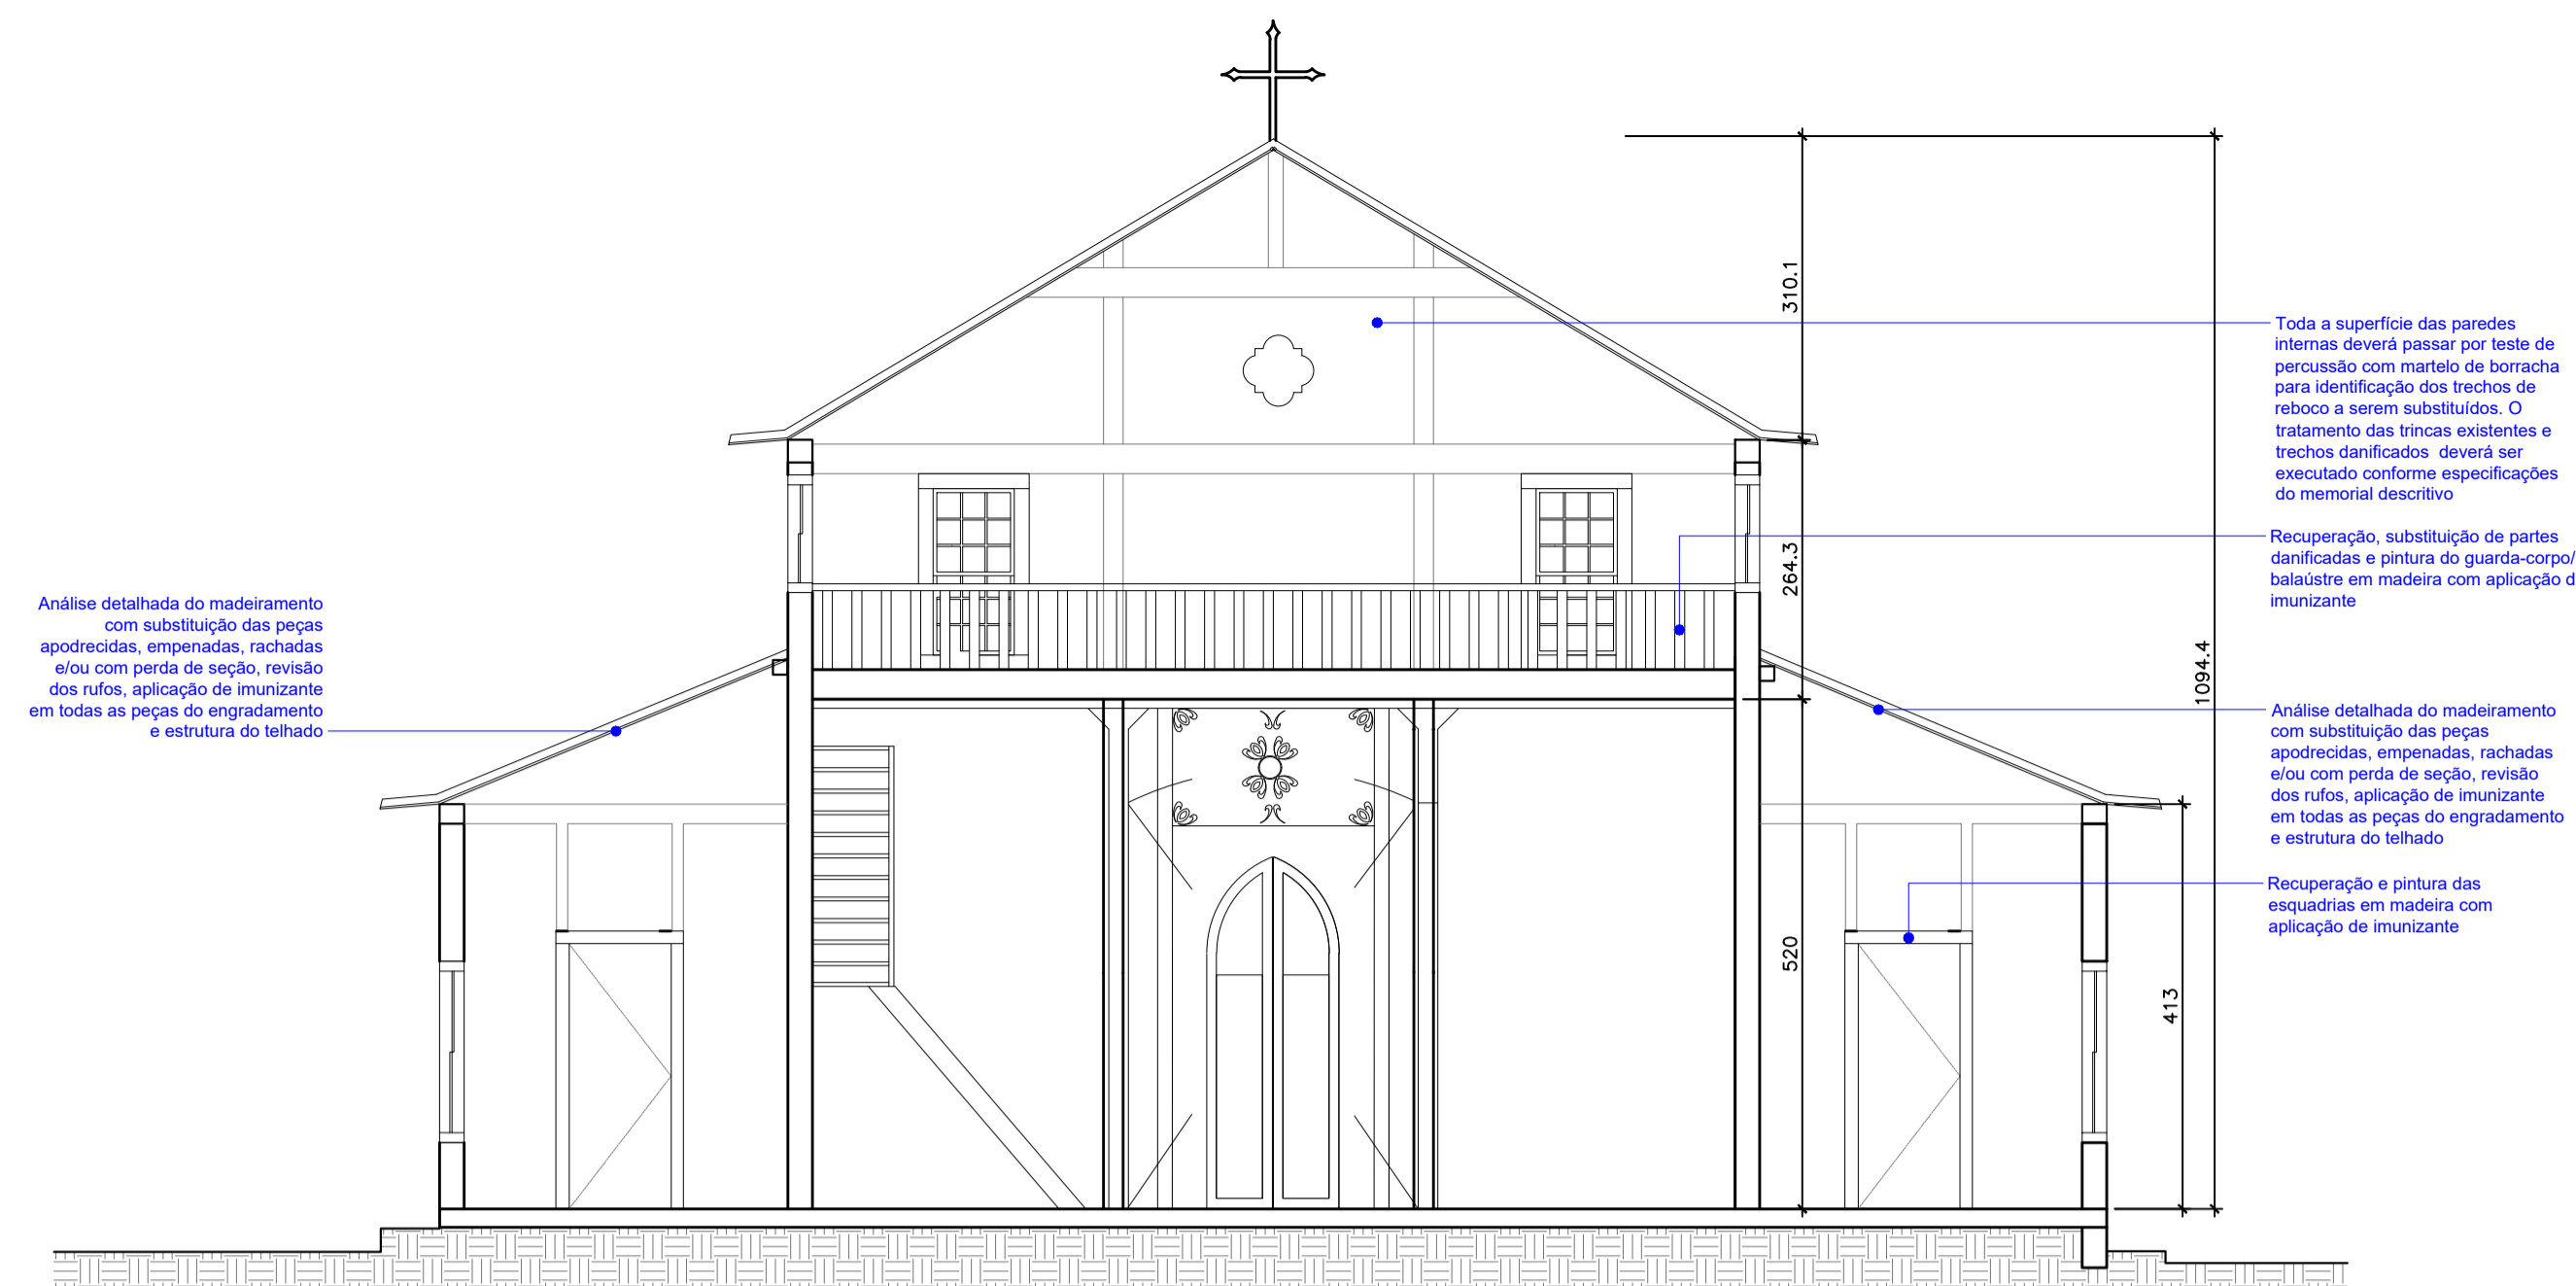 310.1
Toda a superfície das paredes
internas deverá passar por teste de
percussão com martelo de borracha
para identificação dos trechos de
reboco a serem substituídos. O
tratamento das trincas existentes e
trechos danificados  deverá ser
executado conforme especificações
do memorial descritivo
264.3
Recuperação, substituição de partes
danificadas e pintura do guarda-corpo/
balaústre em madeira com aplicação d
imunizante
Análise detalhada do madeiramento
com substituição das peças
apodrecidas, empenadas, rachadas
e/ou com perda de seção, revisão
dos rufos, aplicação de imunizante
em todas as peças do engradamento
e estrutura do telhado
1094.4
Análise detalhada do madeiramento
com substituição das peças
apodrecidas, empenadas, rachadas
e/ou com perda de seção, revisão
dos rufos, aplicação de imunizante
em todas as peças do engradamento
e estrutura do telhado
Recuperação e pintura das
esquadrias em madeira com
aplicação de imunizante
520
413